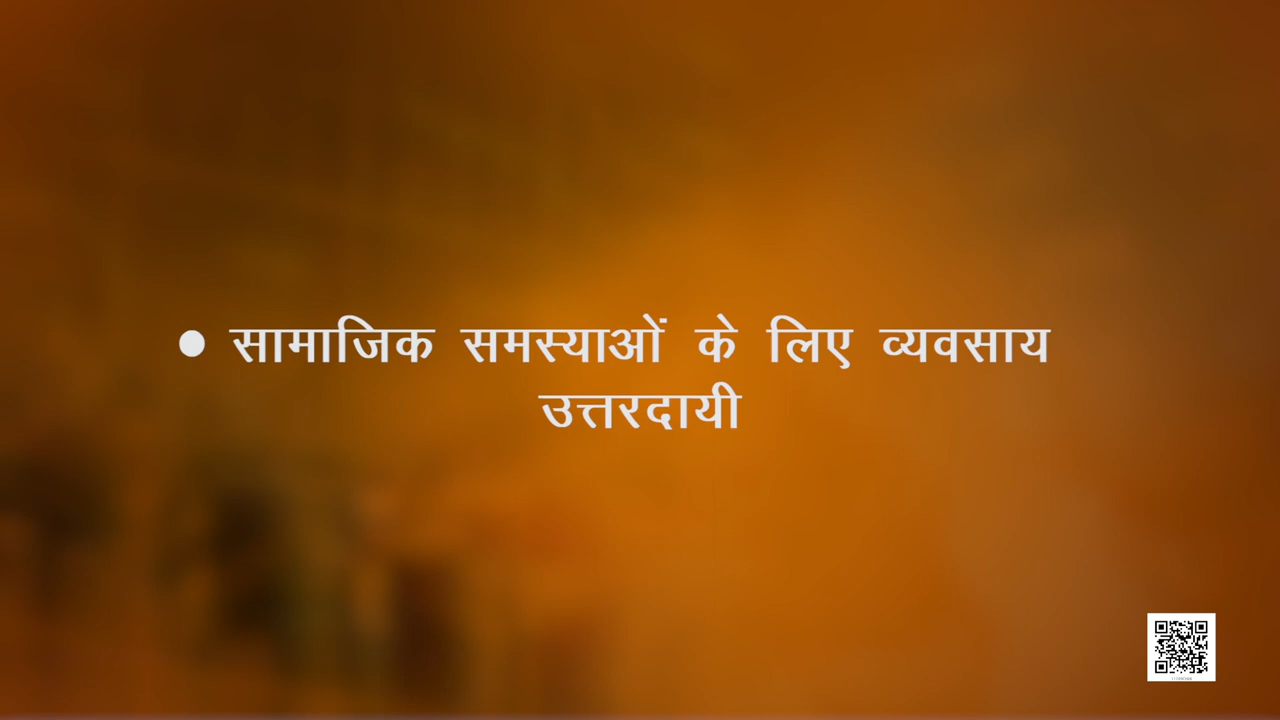 ● सामाजिक समस्याओं के लिए व्यवसाय
उत्तरदायी